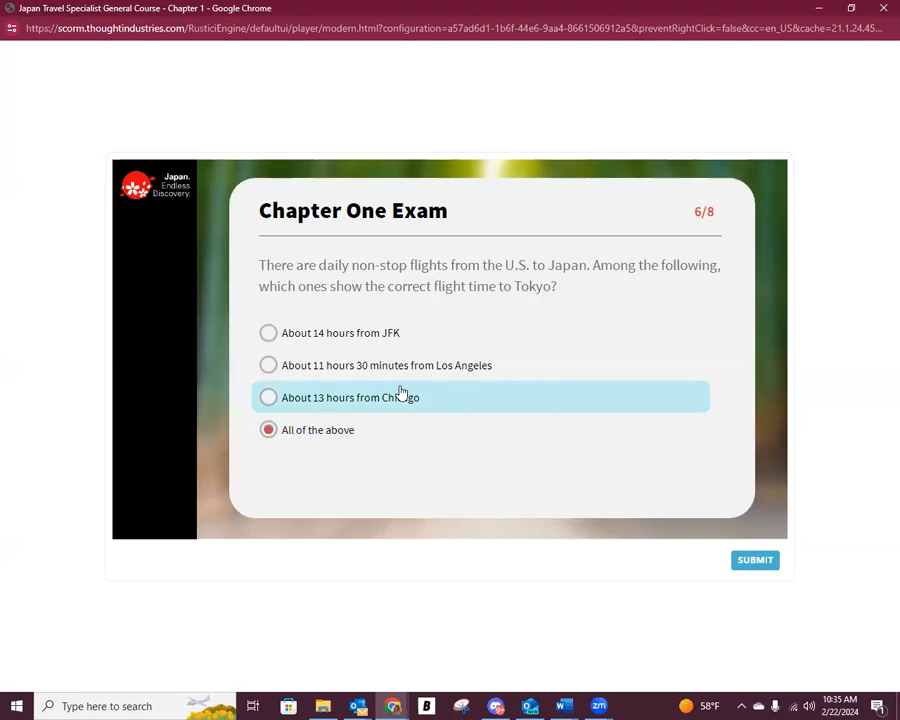 Japan Travel Specialist General Course - Chapter 1 - Google Chrome
https://scorm.thoughtindustries.com/RusticiEngine/defaultui/player/modern.html?configuration=a57ad6d1-1b6f-44e6-9aa4-8661506912a5&preventRightClick=false&cc=en_US&cache=21.1.24.45...
Japan.
Endless
Discovery.
Chapter One Exam
6/8
There are daily non-stop flights from the U.S. to Japan. Among the following,
which ones show the correct flight time to Tokyo?
About 14 hours from JFK
About 11 hours 30 minutes from Los Angeles
About 13 hours from Chicago
All of the above
SUBMIT
Type here to search
B
W
zm
58°F
10:35 AM
2/22/2024
1